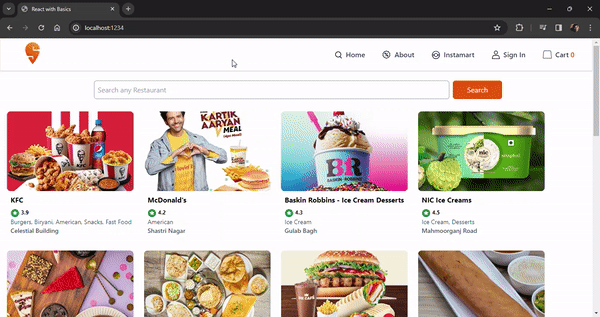 React with Basics
localhost:1234
Home
About
Instamart
Sign In
Cart 0
Search any Restaurant
Search
KARTIK
AARYAN
MEAL
BR
nic
KFC
McDonald's
Baskin Robbins - Ice Cream Desserts
NIC Ice Creams
3.9
4.2
4.3
4.5
Burgers, Biryani, American, Snacks, Fast Food
American
Ice Cream
Ice Cream, Desserts
Celestial Building
Shastri Nagar
Gulab Bagh
Mahmoorganj Road